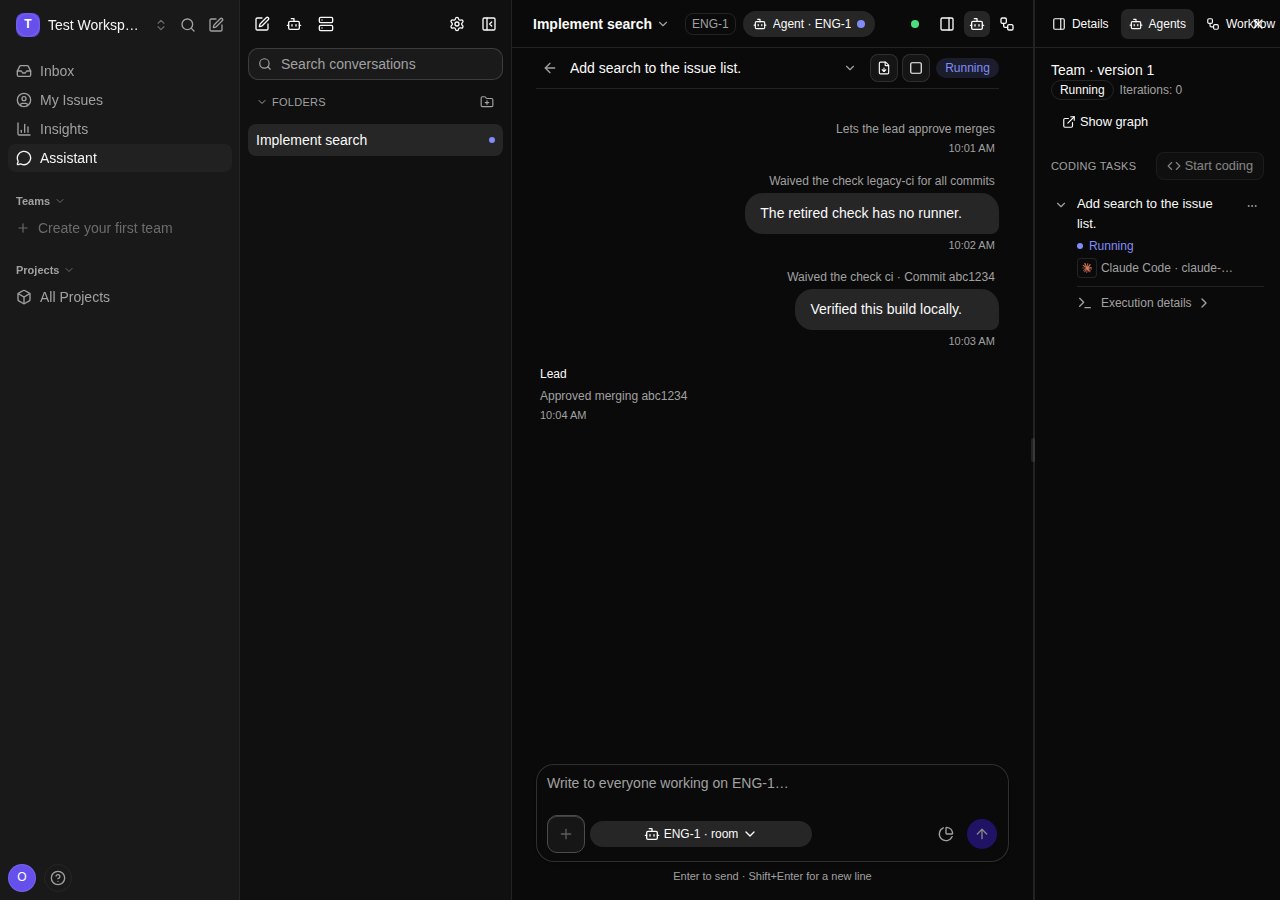 T Test Worksp…
Inbox
My Issues
Insights
Assistant
Teams
Create your first team
Projects
All Projects
O
Search conversations
FOLDERS
Implement search
Implement search
ENG-1
Agent · ENG-1
Add search to the issue list.
Running
Lets the lead approve merges
10:01 AM
Waived the check legacy-ci for all commits
The retired check has no runner.
10:02 AM
Waived the check ci · Commit abc1234
Verified this build locally.
10:03 AM
Lead
Approved merging abc1234
10:04 AM
Write to everyone working on ENG-1…
ENG-1 · room
Enter to send · Shift+Enter for a new line
Details
Agents
Workflow
Team · version 1
Running Iterations: 0
Show graph
CODING TASKS
Start coding
Add search to the issue
list.
Running
Claude Code · claude-…
Execution details